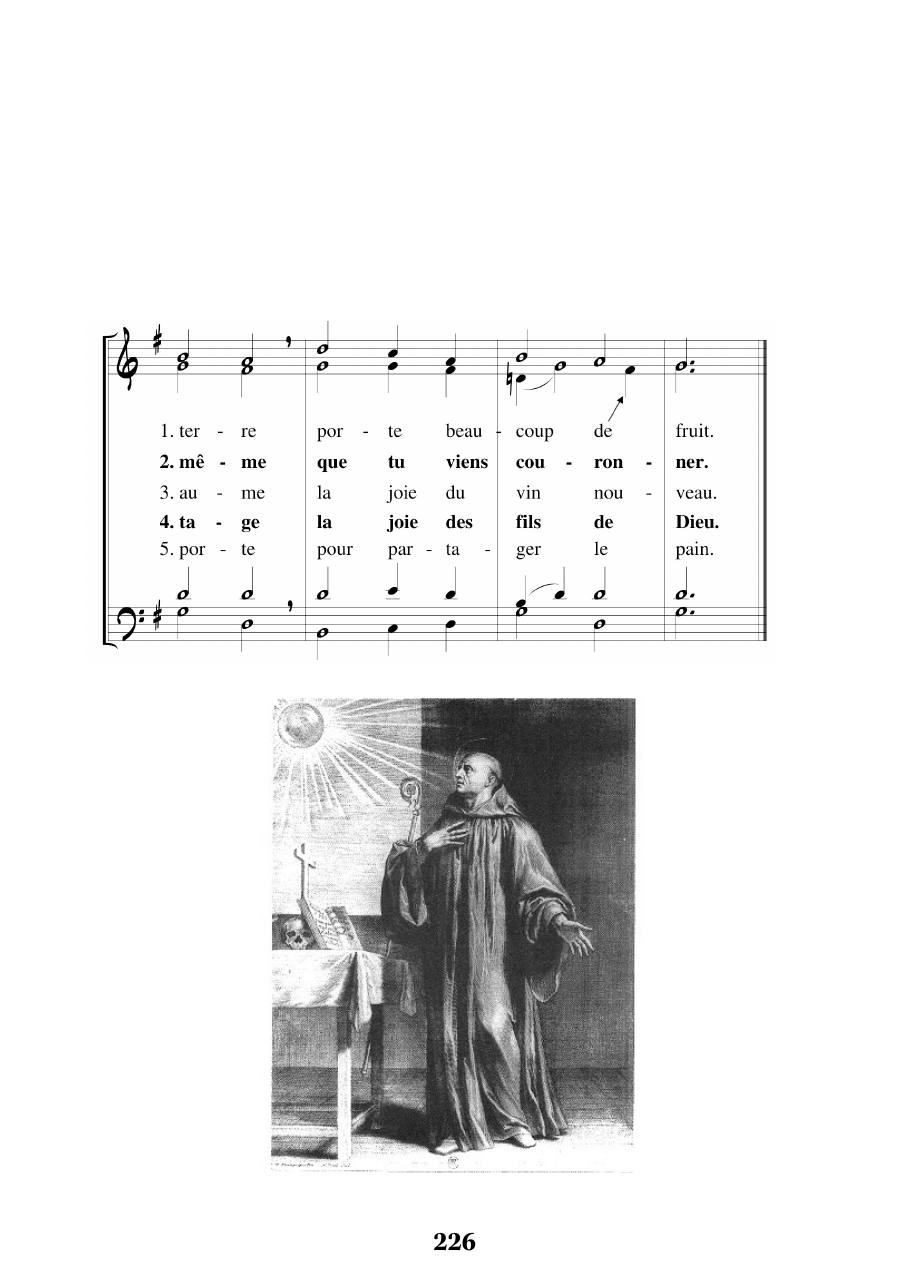 1. ter - re por - te beau - coup de fruit.
2. mê - me que tu viens cou - ron - ner.
3. au - me la joie du vin nou - veau.
4. ta - ge la joie des fils de Dieu.
5. por - te pour par - ta - ger le pain.
226